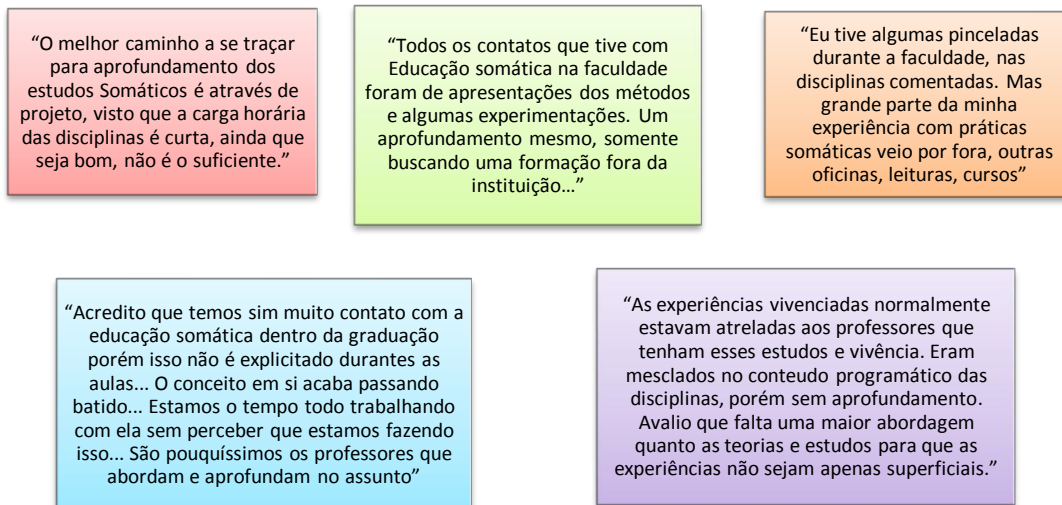 “O melhor caminho a se traçar
para aprofundamento dos
estudos Somáticos é através de
projeto, visto que a carga horária
das disciplinas é curta, ainda que
seja bom, não é o suficiente.”
“Todos os contatos que tive com
Educação somática na faculdade
foram de apresentações dos métodos
e algumas experimentações. Um
aprofundamento mesmo, somente
buscando uma formação fora da
instituição...”
“Eu tive algumas pinceladas
durante a faculdade, nas
disciplinas comentadas. Mas
grande parte da minha
experiência com práticas
somáticas veio por fora, outras
oficinas, leituras, cursos”
“Acredito que temos sim muito contato com a
educação somática dentro da graduação
porém isso não é explicitado durantes as
aulas... O conceito em si acaba passando
batido... Estamos o tempo todo trabalhando
com ela sem perceber que estamos fazendo
isso... São pouquíssimos os professores que
abordam e aprofundam no assunto”
“As experiências vivenciadas normalmente
estavam atreladas aos professores que
tenham esses estudos e vivência. Eram
mesclados no conteudo programático das
disciplinas, porém sem aprofundamento.
Avalio que falta uma maior abordagem
quanto as teorias e estudos para que as
experiências não sejam apenas superficiais.”